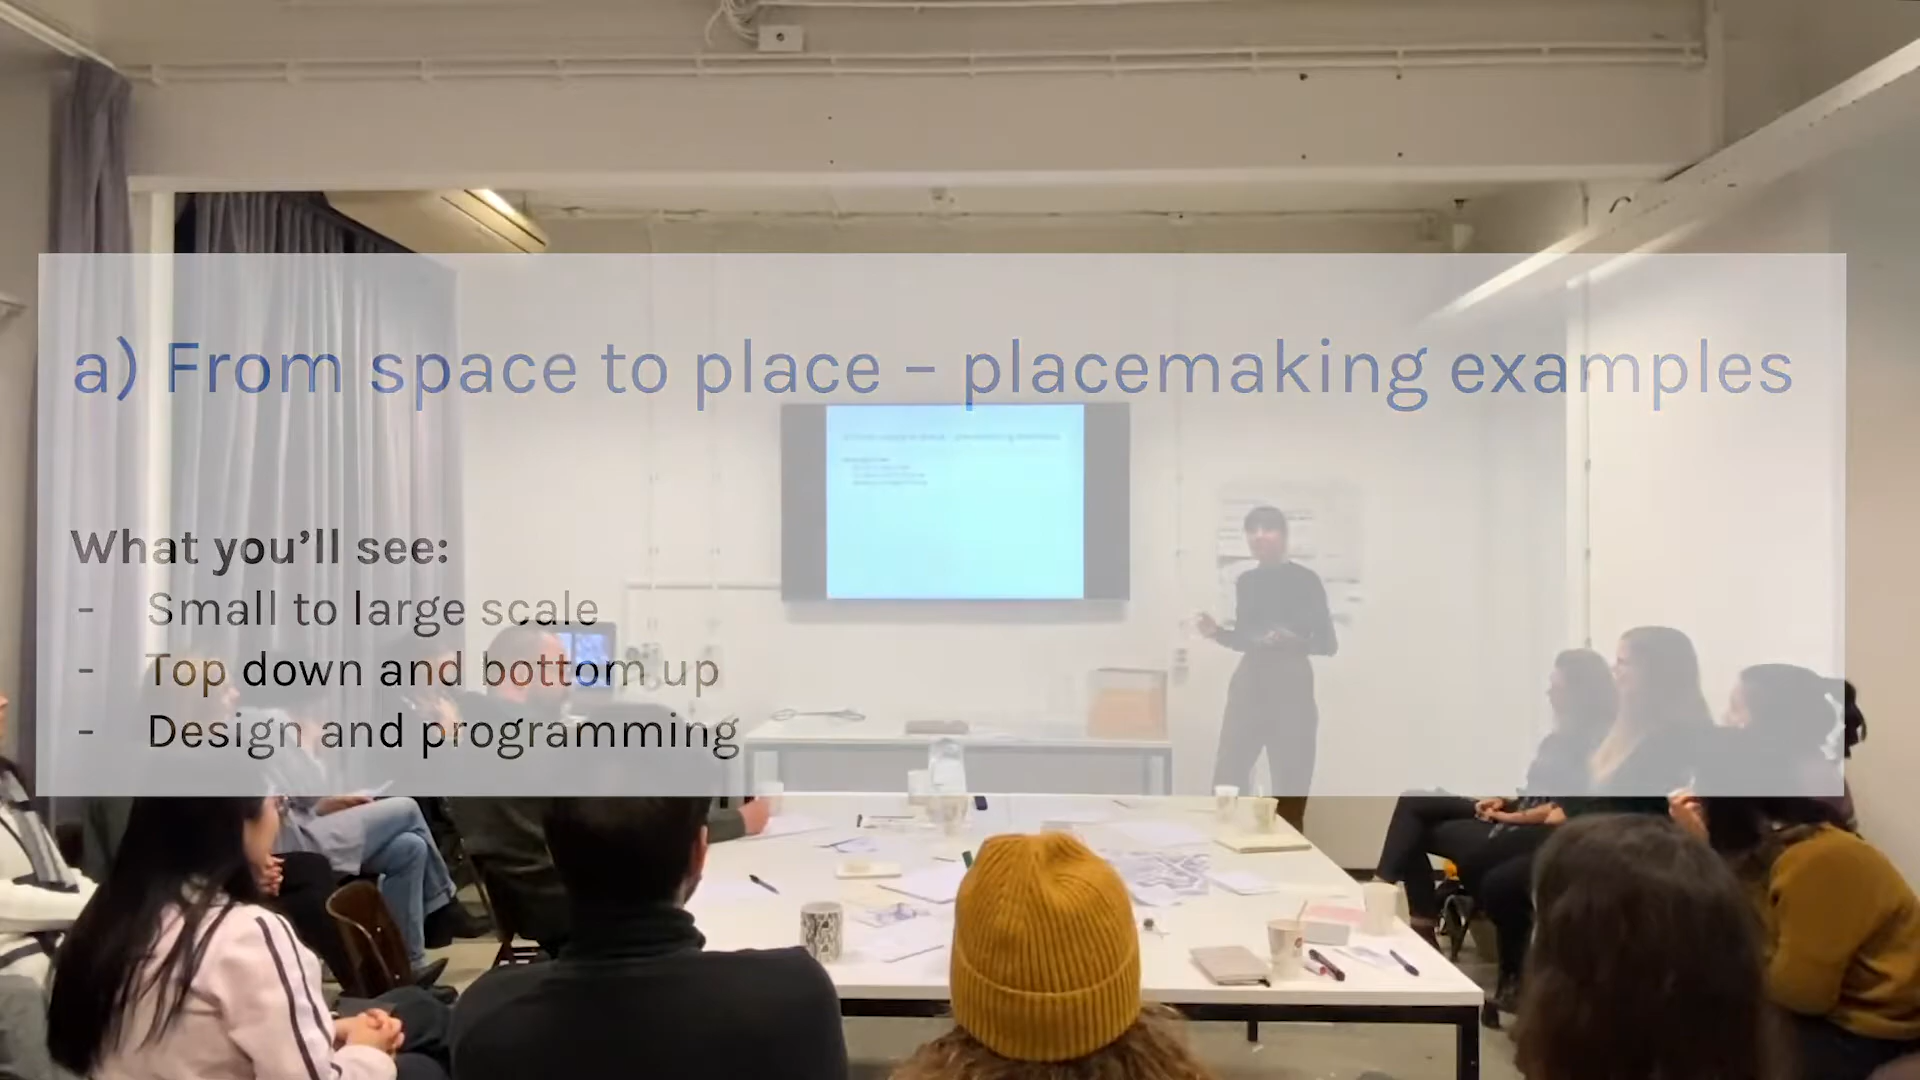 a) From space to place – placemaking examples
What you’ll see:
- Small to large scale
- Top down and bottom up
- Design and programming